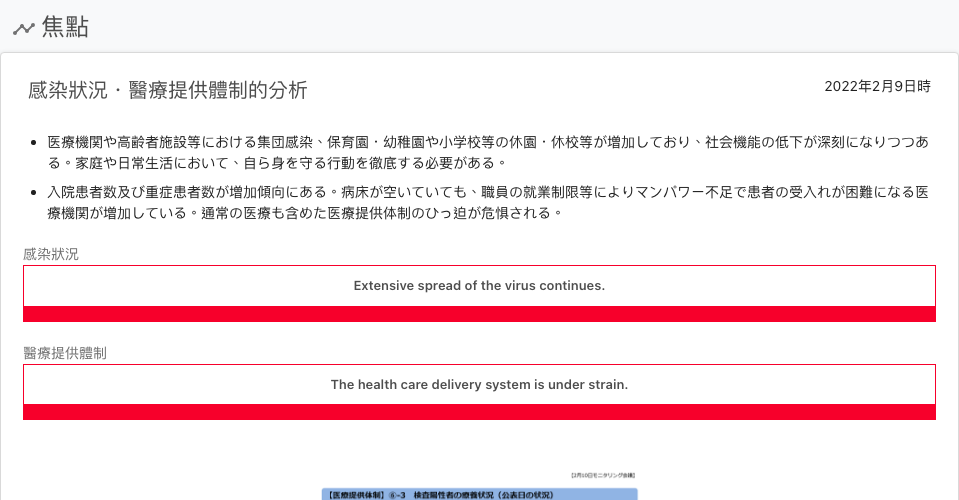 焦點
感染狀況・醫療提供體制的分析
2022年2月9日時
医療機関や高齢者施設等における集団感染、保育園・幼稚園や小学校等の休園・休校等が増加しており、社会機能の低下が深刻になりつつあ
る。家庭や日常生活において、自ら身を守る行動を徹底する必要がある。
入院患者数及び重症患者数が増加傾向にある。病床が空いていても、職員の就業制限等によりマンパワー不足で患者の受入れが困難になる医
療機関が増加している。通常の医療も含めた医療提供体制のひっ迫が危惧される。
感染狀況
Extensive spread of the virus continues.
醫療提供體制
The health care delivery system is under strain.
【2月10日モニタリング会議】
【医療提供体制】⑥-3 検査陽性者の療養状況（公表日の状況）